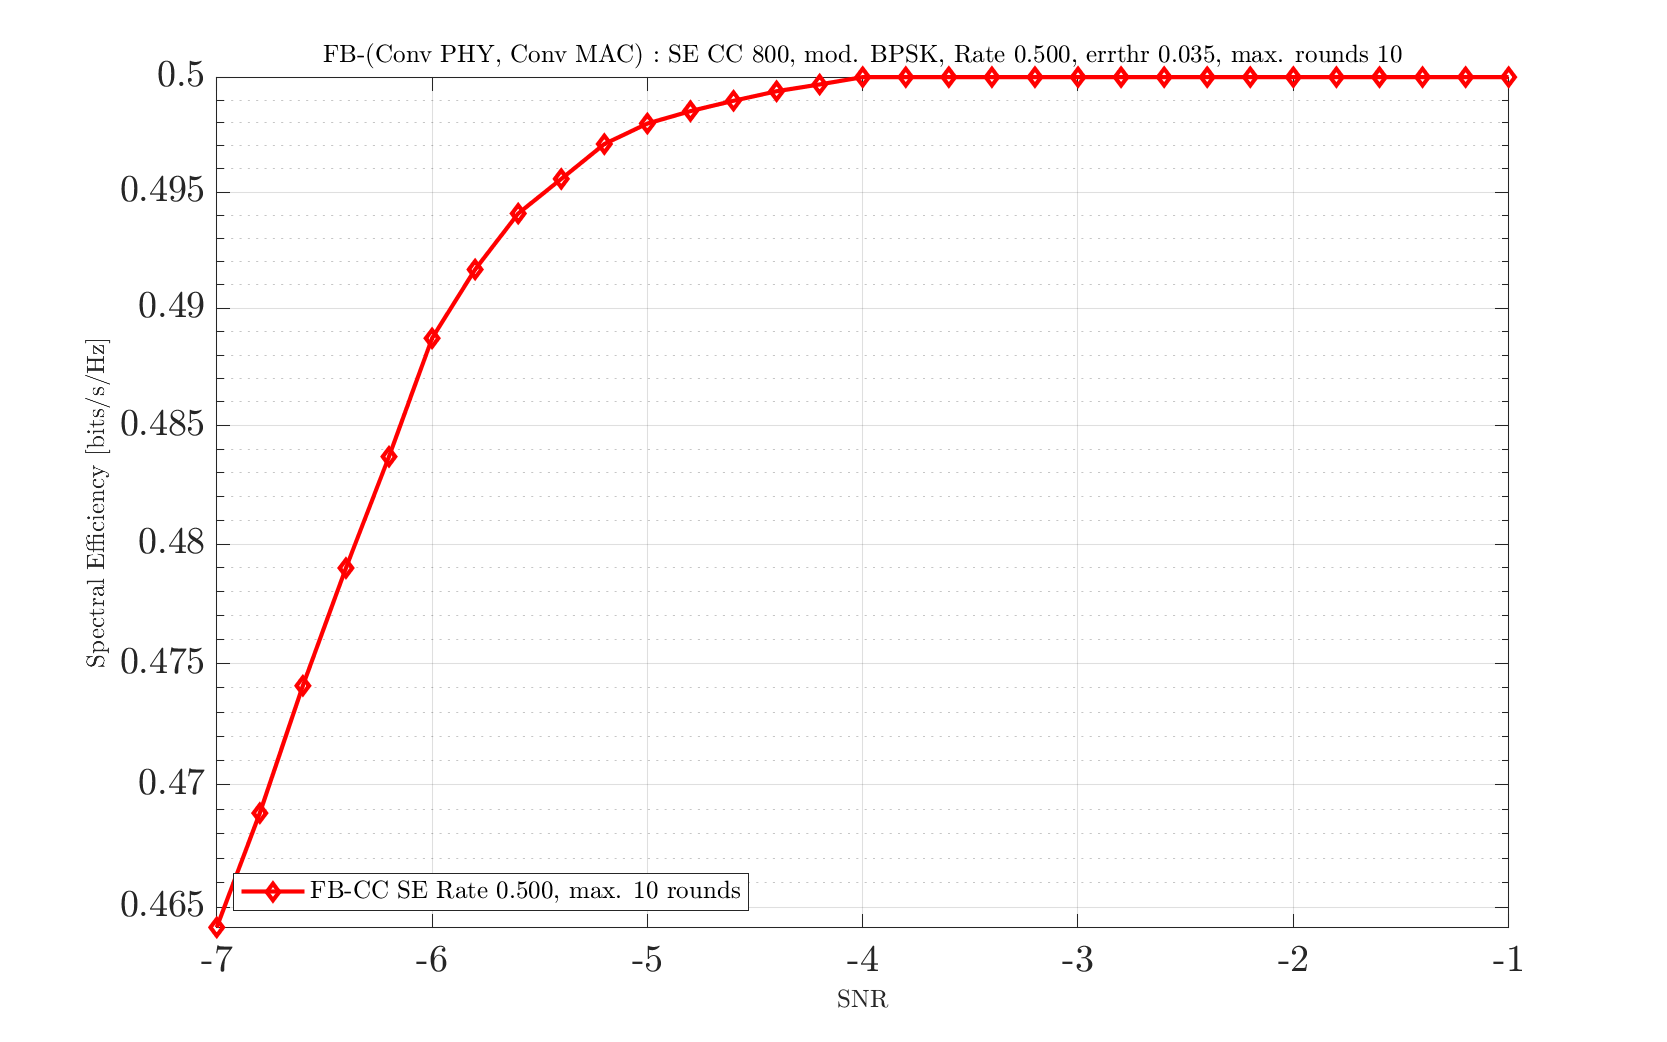 FB-(Conv PHY, Conv MAC) : SE CC 800, mod. BPSK, Rate 0.500, errthr 0.035, max. rounds 10
0.5
0.495
0.49
0.485
0.48
0.475
0.47
0.465
Spectral Efficiency [bits/s/Hz]
FB-CC SE Rate 0.500, max. 10 rounds
-7 -6 -5 -4 -3 -2 -1
SNR